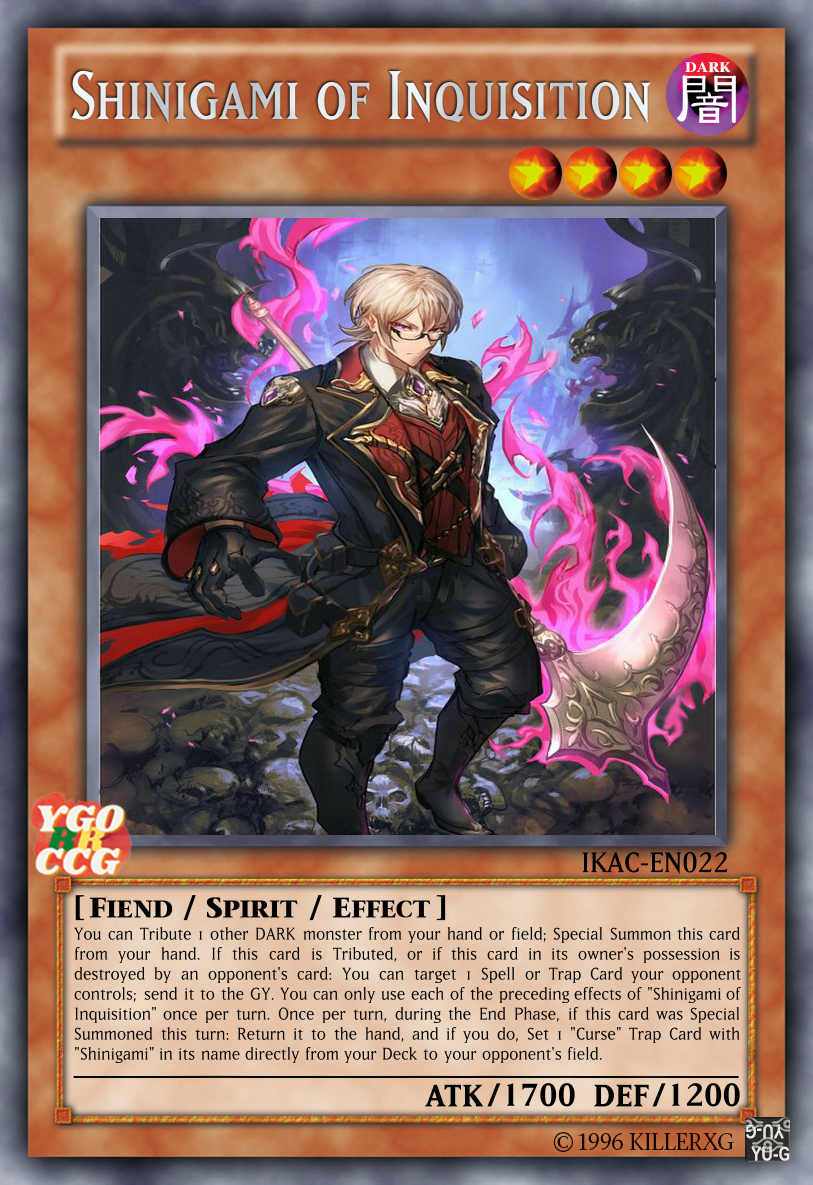 SHINIGAMI OF INQUISITION
DARK
闇
YGO
RR
CCG
IKAC-EN022
[ FIEND / SPIRIT / EFFECT ]
You can Tribute 1 other DARK monster from your hand or field; Special Summon this card
from your hand. If this card is Tributed, or if this card in its owner's possession is
destroyed by an opponent's card: You can target 1 Spell or Trap Card your opponent
controls; send it to the GY. You can only use each of the preceding effects of "Shinigami of
Inquisition" once per turn. Once per turn, during the End Phase, if this card was Special
Summoned this turn: Return it to the hand, and if you do, Set 1 "Curse" Trap Card with
"Shinigami" in its name directly from your Deck to your opponent's field.
ATK/1700 DEF/1200
© 1996 KILLERXG
YU-G
YU-G